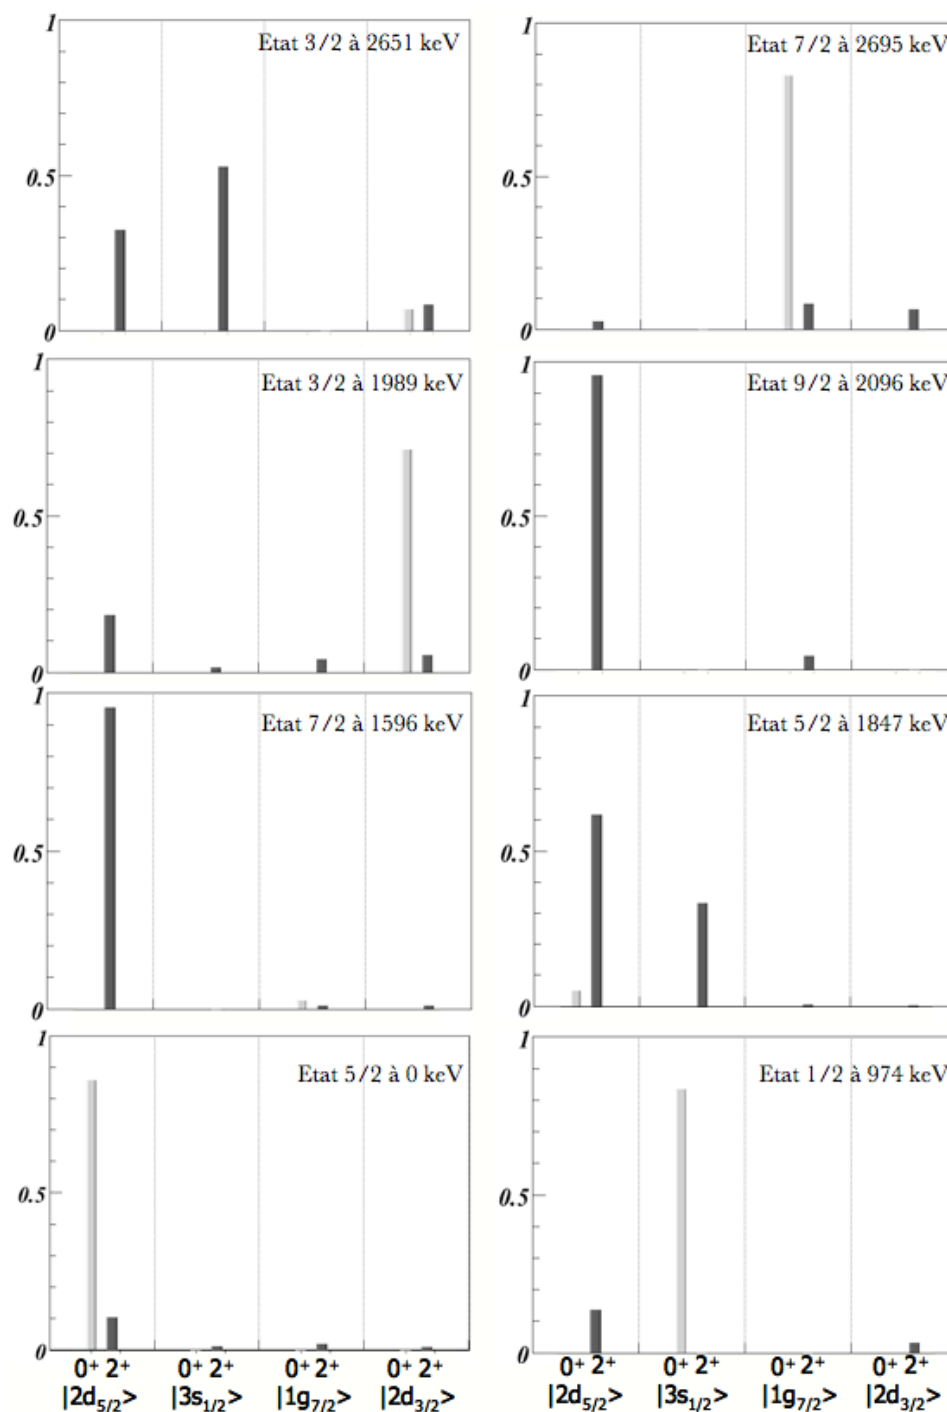 1
Etat 3/2 à 2651 keV
0.5
0
1
Etat 7/2 à 2695 keV
0.5
0
1
Etat 3/2 à 1989 keV
0.5
0
1
Etat 9/2 à 2096 keV
0.5
0
1
Etat 7/2 à 1596 keV
0.5
0
1
Etat 5/2 à 1847 keV
0.5
0
1
Etat 5/2 à 0 keV
0.5
0
1
Etat 1/2 à 974 keV
0.5
0
0⁺ 2⁺ 0⁺ 2⁺ 0⁺ 2⁺ 0⁺ 2⁺
|2d₅/₂> |3s₁/₂> |1g₇/₂> |2d₃/₂>
0⁺ 2⁺ 0⁺ 2⁺ 0⁺ 2⁺ 0⁺ 2⁺
|2d₅/₂> |3s₁/₂> |1g₇/₂> |2d₃/₂>